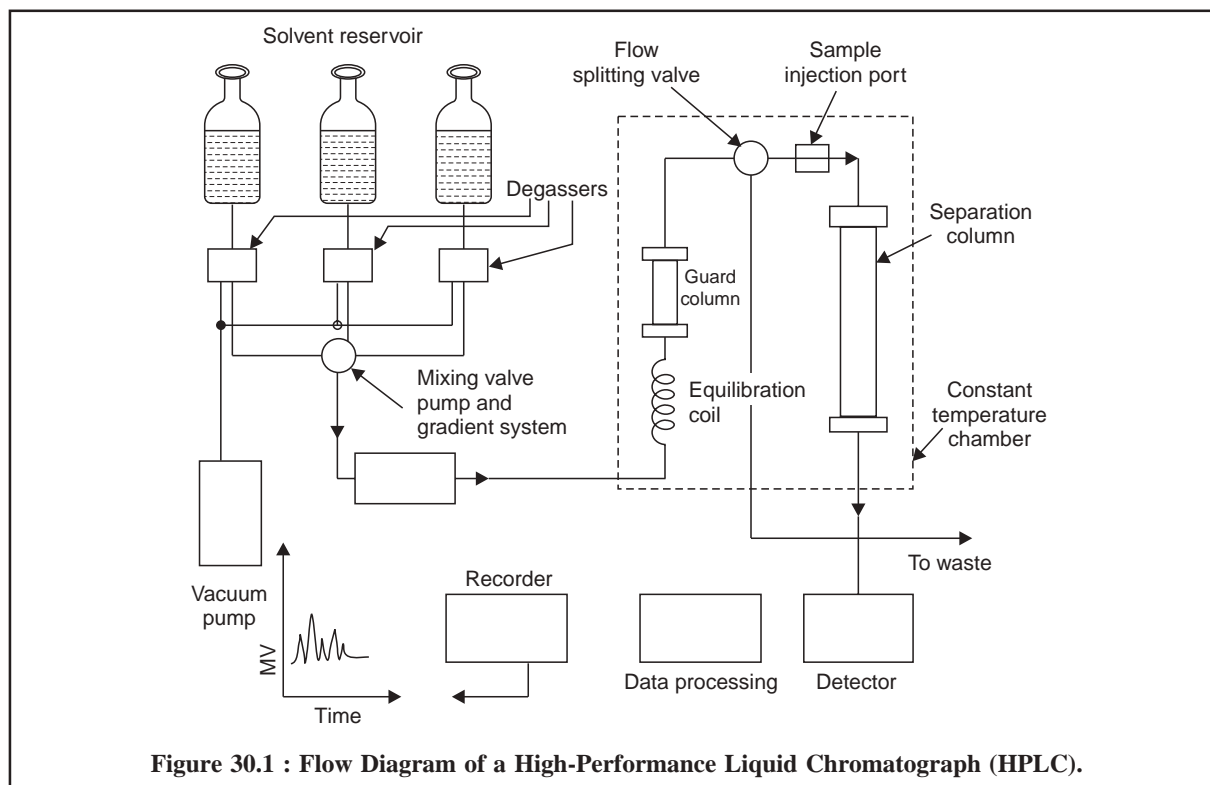 Solvent reservoir
Flow
splitting valve
Sample
injection port
Degassers
Separation
column
Guard
column
Mixing valve
pump and
gradient system
Equilibration
coil
Constant
temperature
chamber
To waste
Vacuum
pump
Recorder
MV
Time
Data processing
Detector
Figure 30.1 : Flow Diagram of a High-Performance Liquid Chromatograph (HPLC).